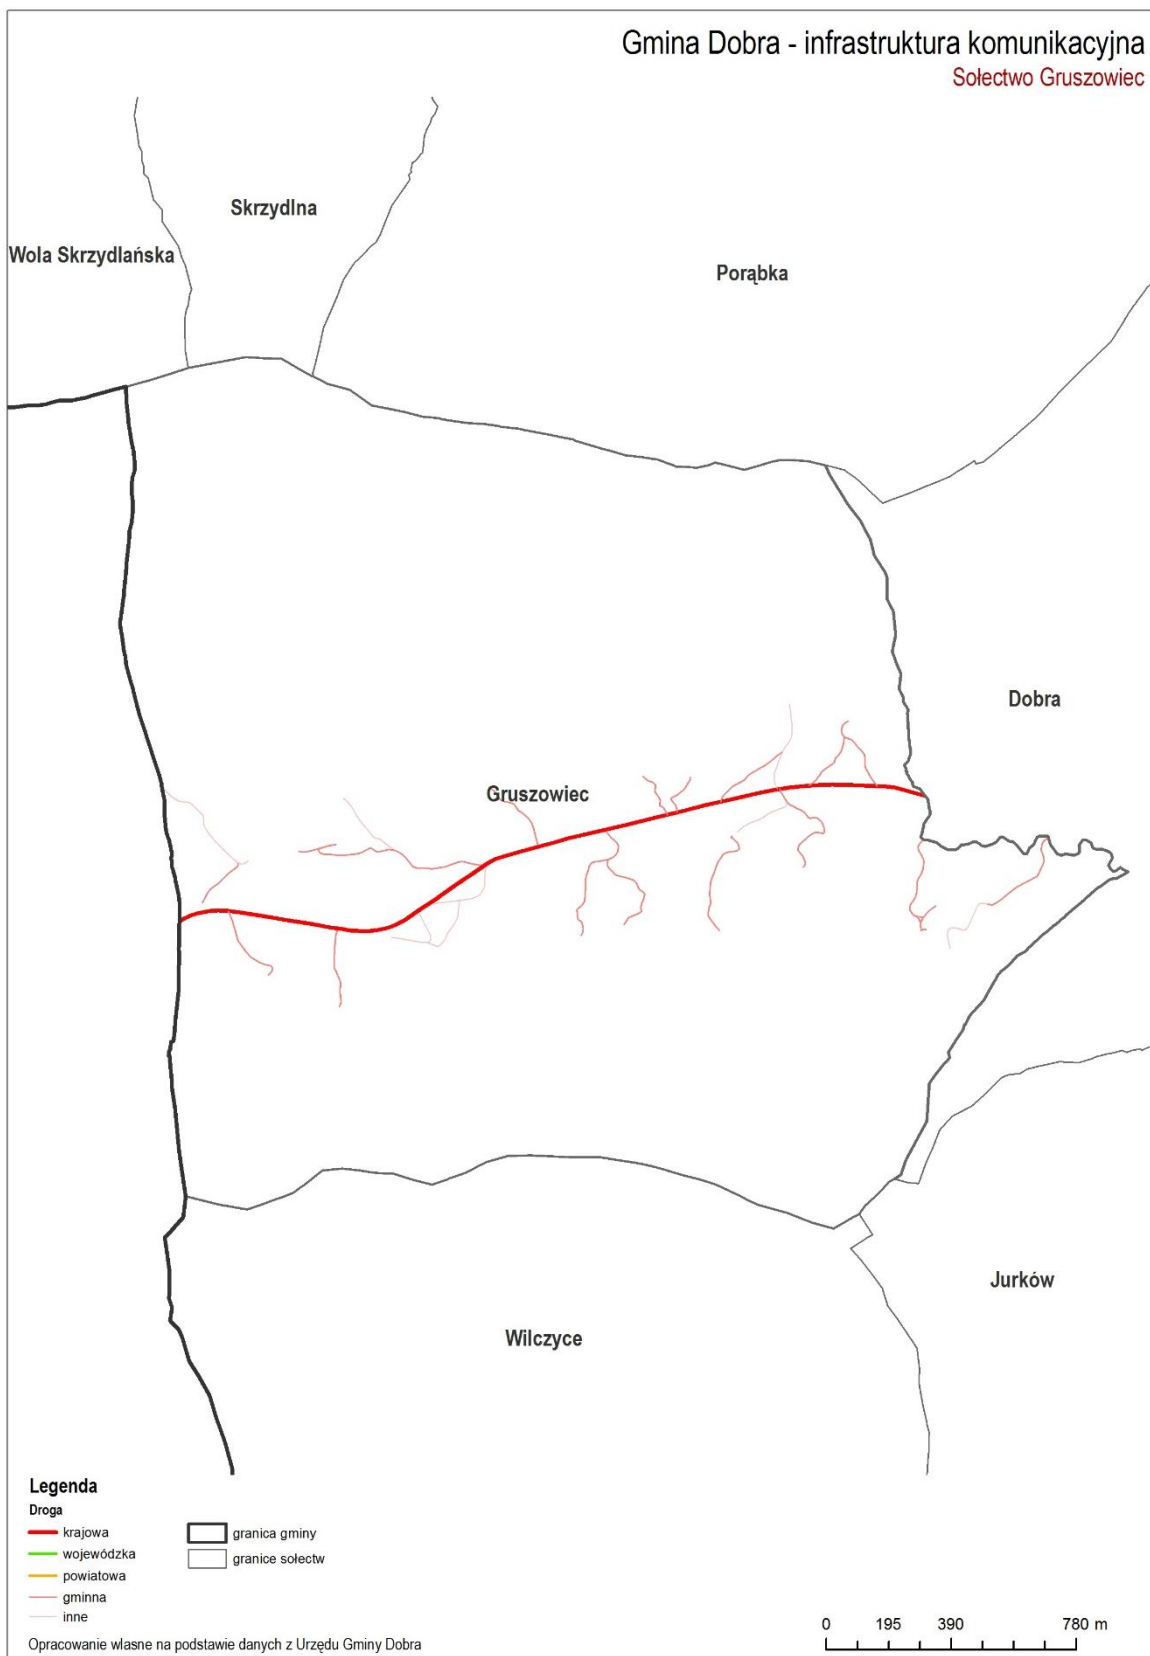 Gmina Dobra - infrastruktura komunikacyjna
Sołectwo Gruszowiec
Skrzydlna
Wola Skrzydlańska
Porąbka
Dobra
Gruszowiec
Jurków
Wilczyce
Legenda
Droga
krajowa
wojewódzka
powiatowa
gminna
inne
granica gminy
granice sołectw
0 195 390 780 m
Opracowanie własne na podstawie danych z Urzędu Gminy Dobra